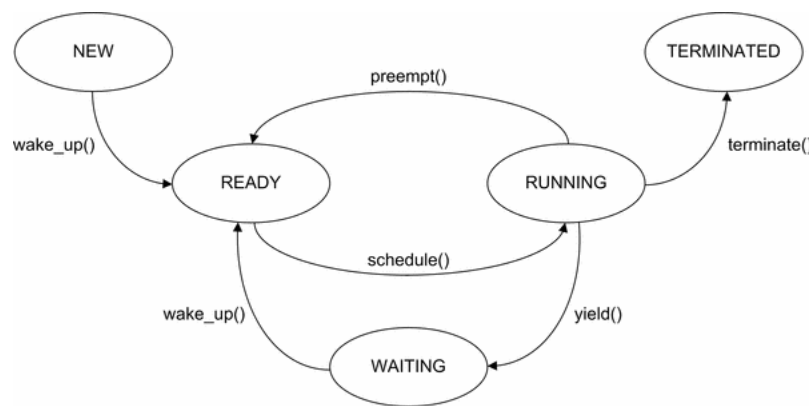 NEW
TERMINATED
preempt()
wake_up()
terminate()
READY
RUNNING
schedule()
wake_up()
yield()
WAITING